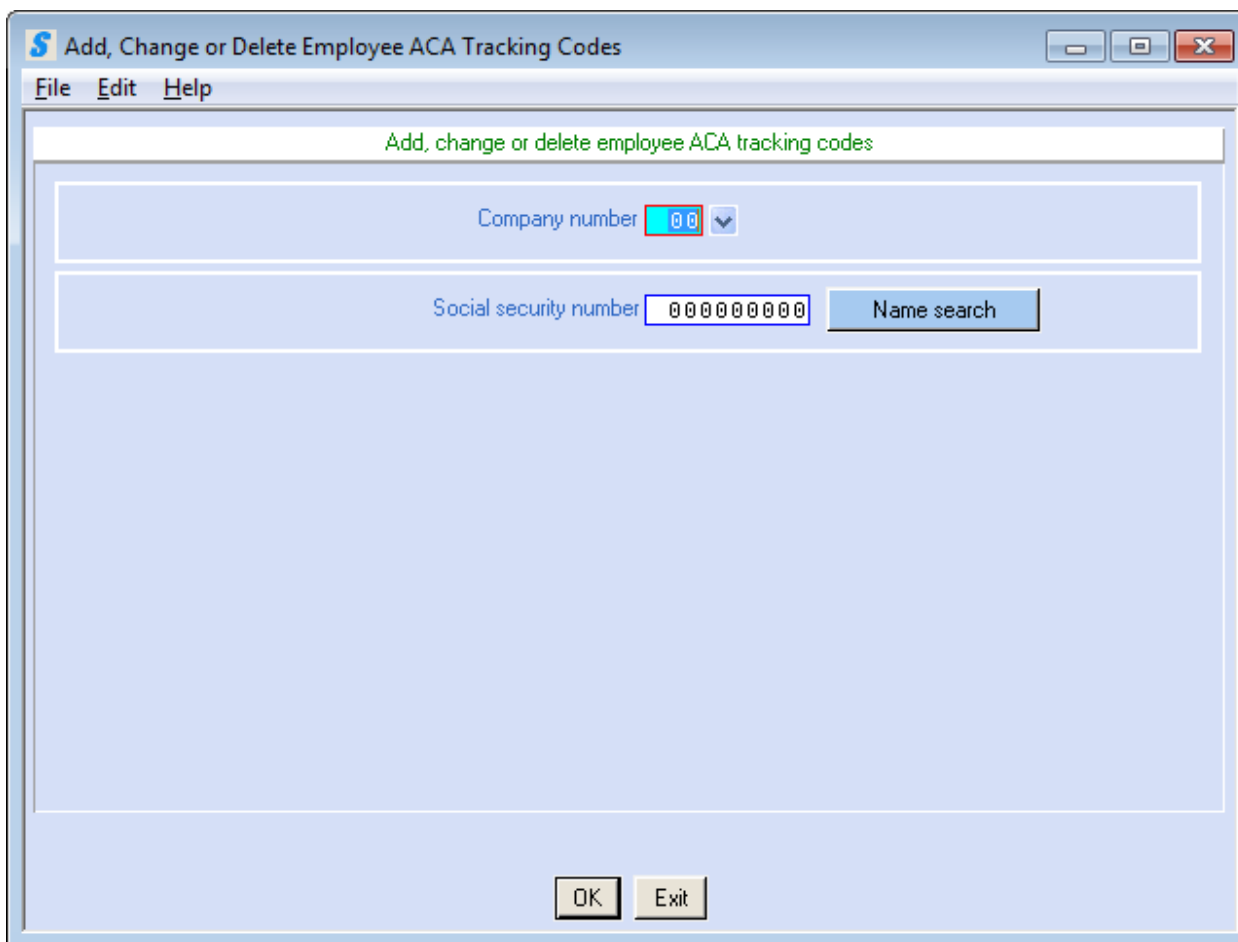 S Add, Change or Delete Employee ACA Tracking Codes
File Edit Help
Add, change or delete employee ACA tracking codes
Company number 00
Social security number 000000000 Name search
OK Exit